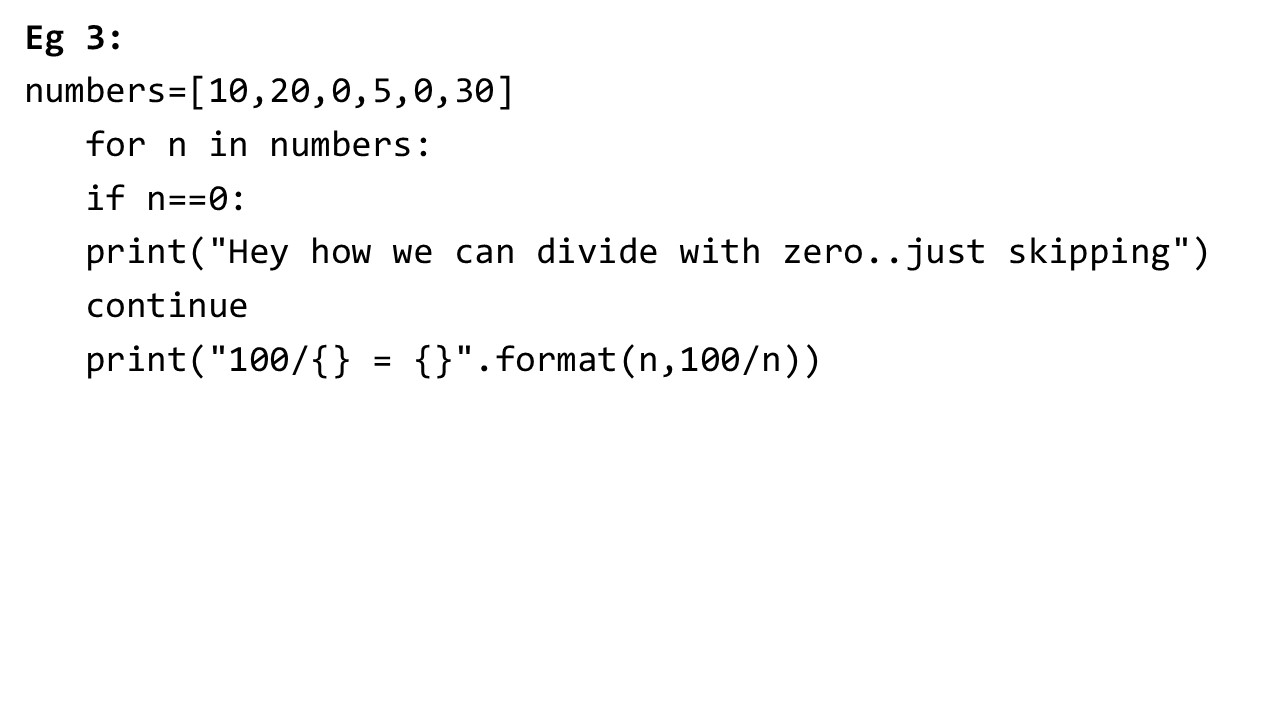 Eg 3:
numbers=[10,20,0,5,0,30]
   for n in numbers:
   if n==0:
   print("Hey how we can divide with zero..just skipping")
   continue
   print("100/{} = {}".format(n,100/n))